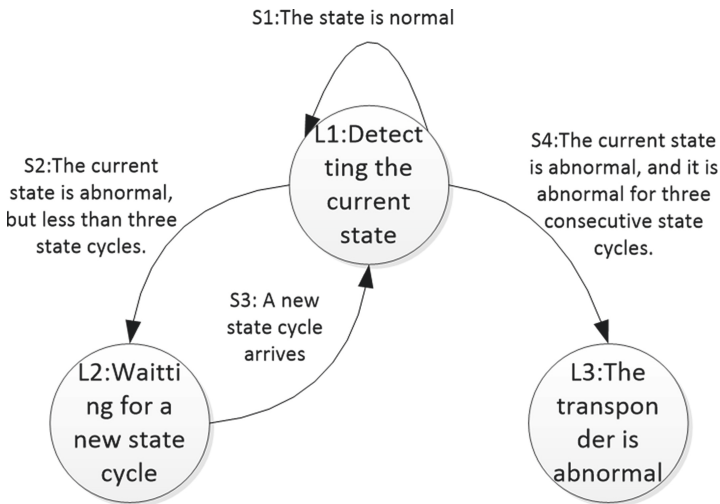 S1:The state is normal
L1:Detect
ting the
current
state
S2:The current
state is abnormal,
but less than three
state cycles.
S4:The current state
is abnormal, and it is
abnormal for three
consecutive state
cycles.
S3: A new
state cycle
arrives
L2:Waitti
ng for a
new state
cycle
L3:The
transpon
der is
abnormal